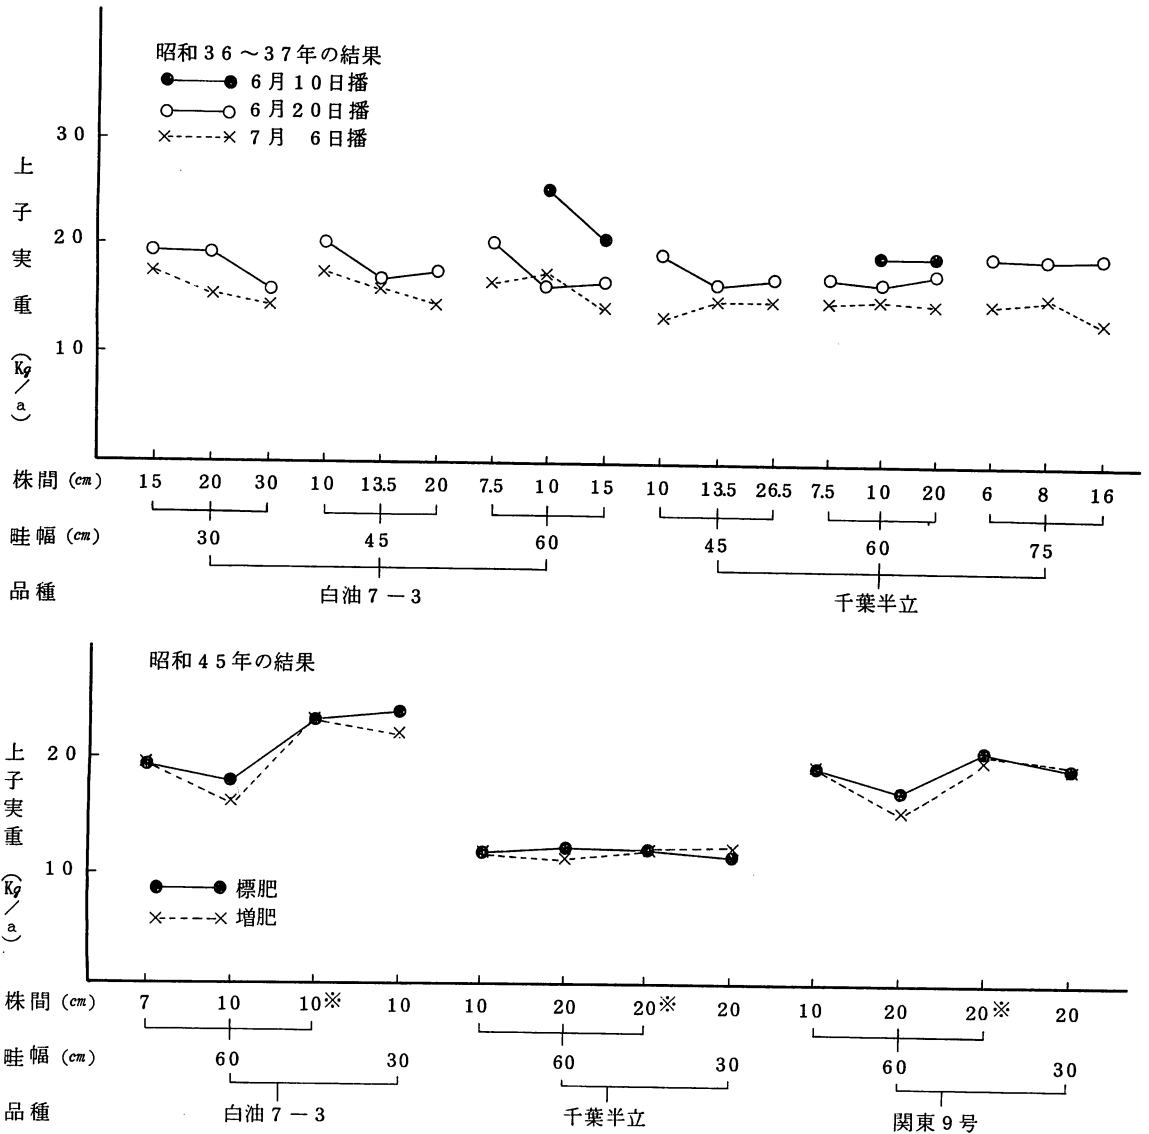 昭和36～37年の結果
6月10日播
6月20日播
7月 6日播
30
20
10
上子実重 (Kg/a)
株間(cm) 15 20 30 10 13.5 20 7.5 10 15 10 13.5 26.5 7.5 10 20 6 8 16
畦幅(cm) 30 45 60 45 60 75
品種 白油7－3 千葉半立
昭和45年の結果
20
10
上子実重 (Kg/a)
標肥
増肥
株間(cm) 7 10 10※ 10 10 20 20※ 20 10 20 20※ 20
畦幅(cm) 60 30 60 30 60 30
品種 白油7－3 千葉半立 関東9号